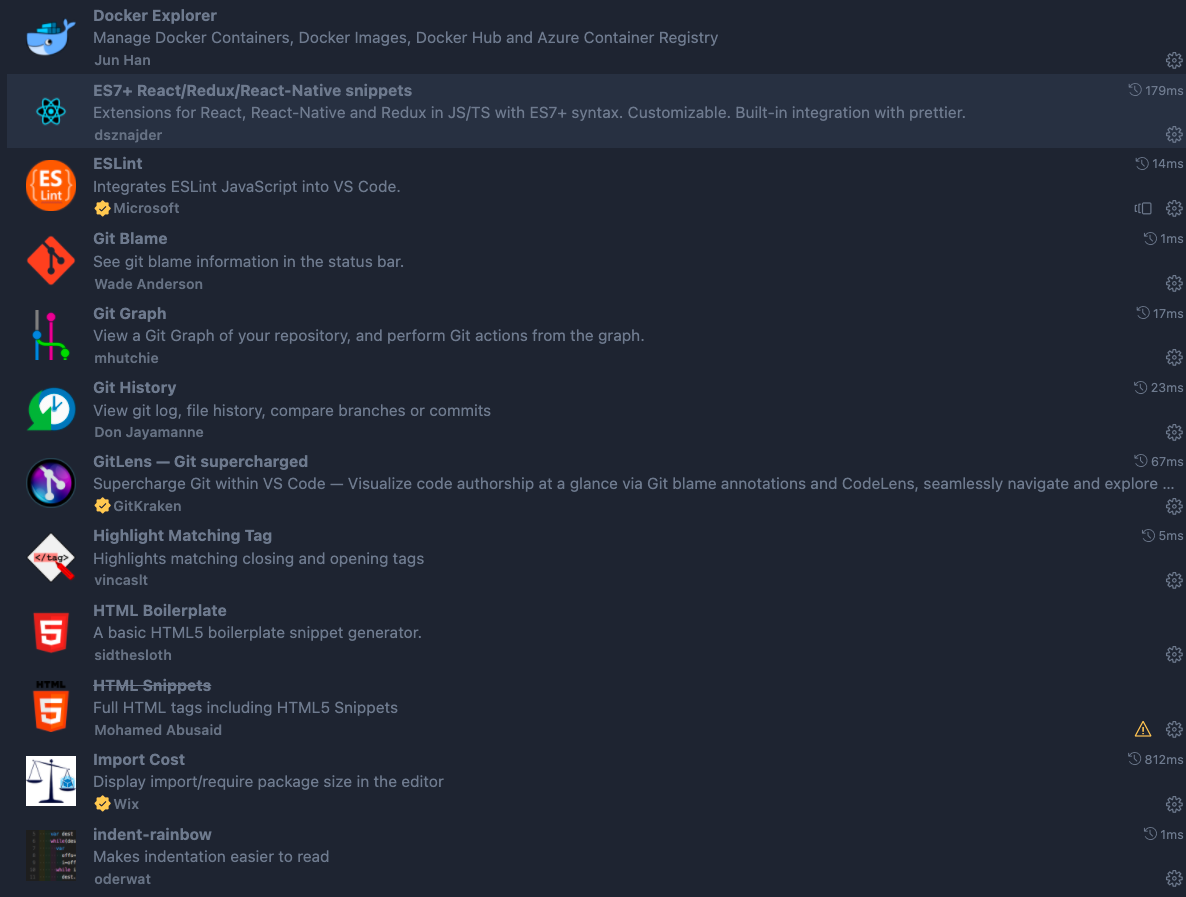 Docker Explorer
Manage Docker Containers, Docker Images, Docker Hub and Azure Container Registry
Jun Han
ES7+ React/Redux/React-Native snippets
179ms
Extensions for React, React-Native and Redux in JS/TS with ES7+ syntax. Customizable. Built-in integration with prettier.
dsznajder
ES
Lint
ESLint
14ms
Integrates ESLint JavaScript into VS Code.
Microsoft
Git Blame
1ms
See git blame information in the status bar.
Wade Anderson
Git Graph
17ms
View a Git Graph of your repository, and perform Git actions from the graph.
mhutchie
Git History
23ms
View git log, file history, compare branches or commits
Don Jayamanne
GitLens — Git supercharged
67ms
Supercharge Git within VS Code — Visualize code authorship at a glance via Git blame annotations and CodeLens, seamlessly navigate and explore ...
GitKraken
</tag>
Highlight Matching Tag
5ms
Highlights matching closing and opening tags
vincaslt
5
HTML Boilerplate
A basic HTML5 boilerplate snippet generator.
sidthesloth
HTML
5
HTML Snippets
Full HTML tags including HTML5 Snippets
Mohamed Abusaid
Import Cost
812ms
Display import/require package size in the editor
Wix
indent-rainbow
1ms
Makes indentation easier to read
oderwat